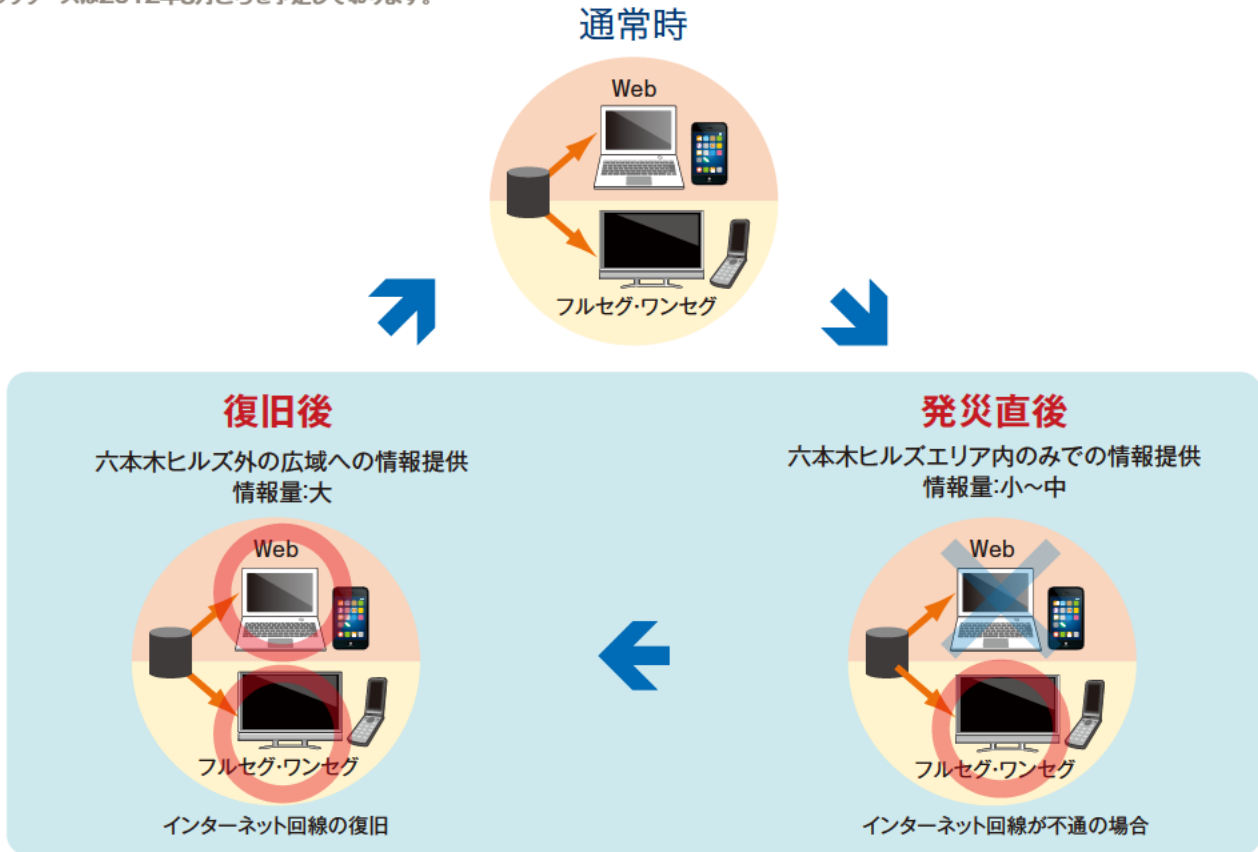 通常時
Web
フルセグ・ワンセグ
復旧後
六本木ヒルズ外の広域への情報提供
情報量:大
Web
フルセグ・ワンセグ
インターネット回線の復旧
発災直後
六本木ヒルズエリア内のみでの情報提供
情報量:小〜中
Web
フルセグ・ワンセグ
インターネット回線が不通の場合